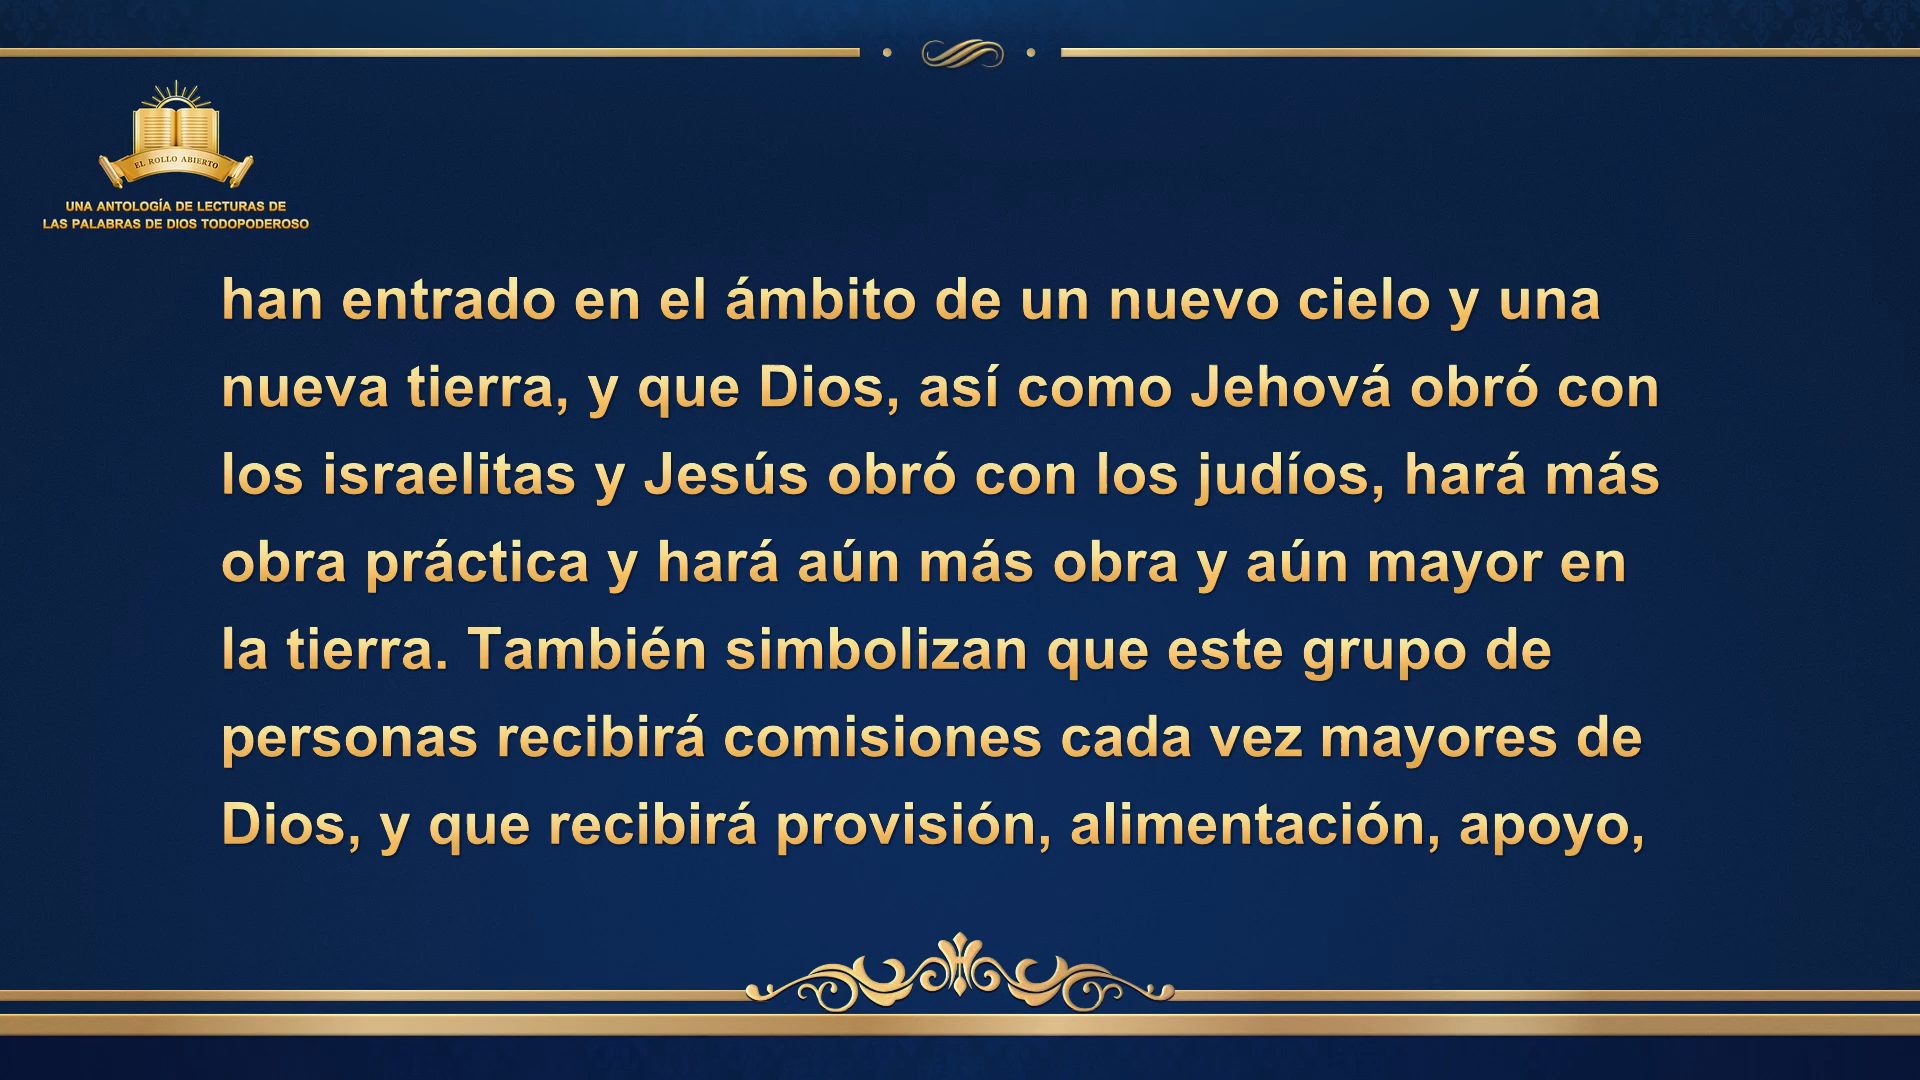 EL ROLLO ABIERTO
UNA ANTOLOGÍA DE LECTURAS DE
LAS PALABRAS DE DIOS TODOPODEROSO
han entrado en el ámbito de un nuevo cielo y una
nueva tierra, y que Dios, así como Jehová obró con
los israelitas y Jesús obró con los judíos, hará más
obra práctica y hará aún más obra y aún mayor en
la tierra. También simbolizan que este grupo de
personas recibirá comisiones cada vez mayores de
Dios, y que recibirá provisión, alimentación, apoyo,